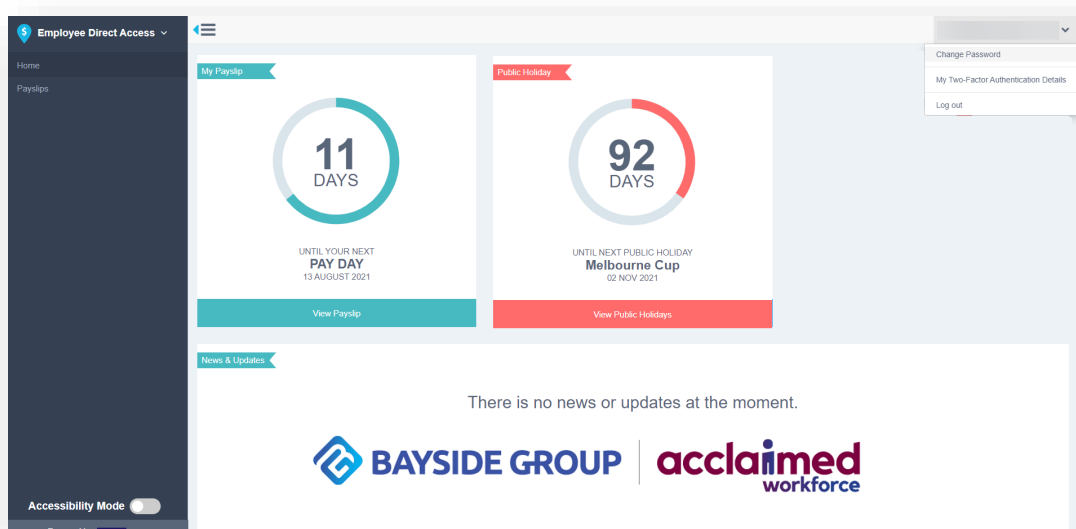 Employee Direct Access
Home
Payslips
Change Password
My Two-Factor Authentication Details
Log out
My Payslip
11
DAYS
UNTIL YOUR NEXT
PAY DAY
13 AUGUST 2021
View Payslip
Public Holiday
92
DAYS
UNTIL NEXT PUBLIC HOLIDAY
Melbourne Cup
02 NOV 2021
View Public Holidays
News & Updates
There is no news or updates at the moment.
BAYSIDE GROUP
acclaimed
workforce
Accessibility Mode